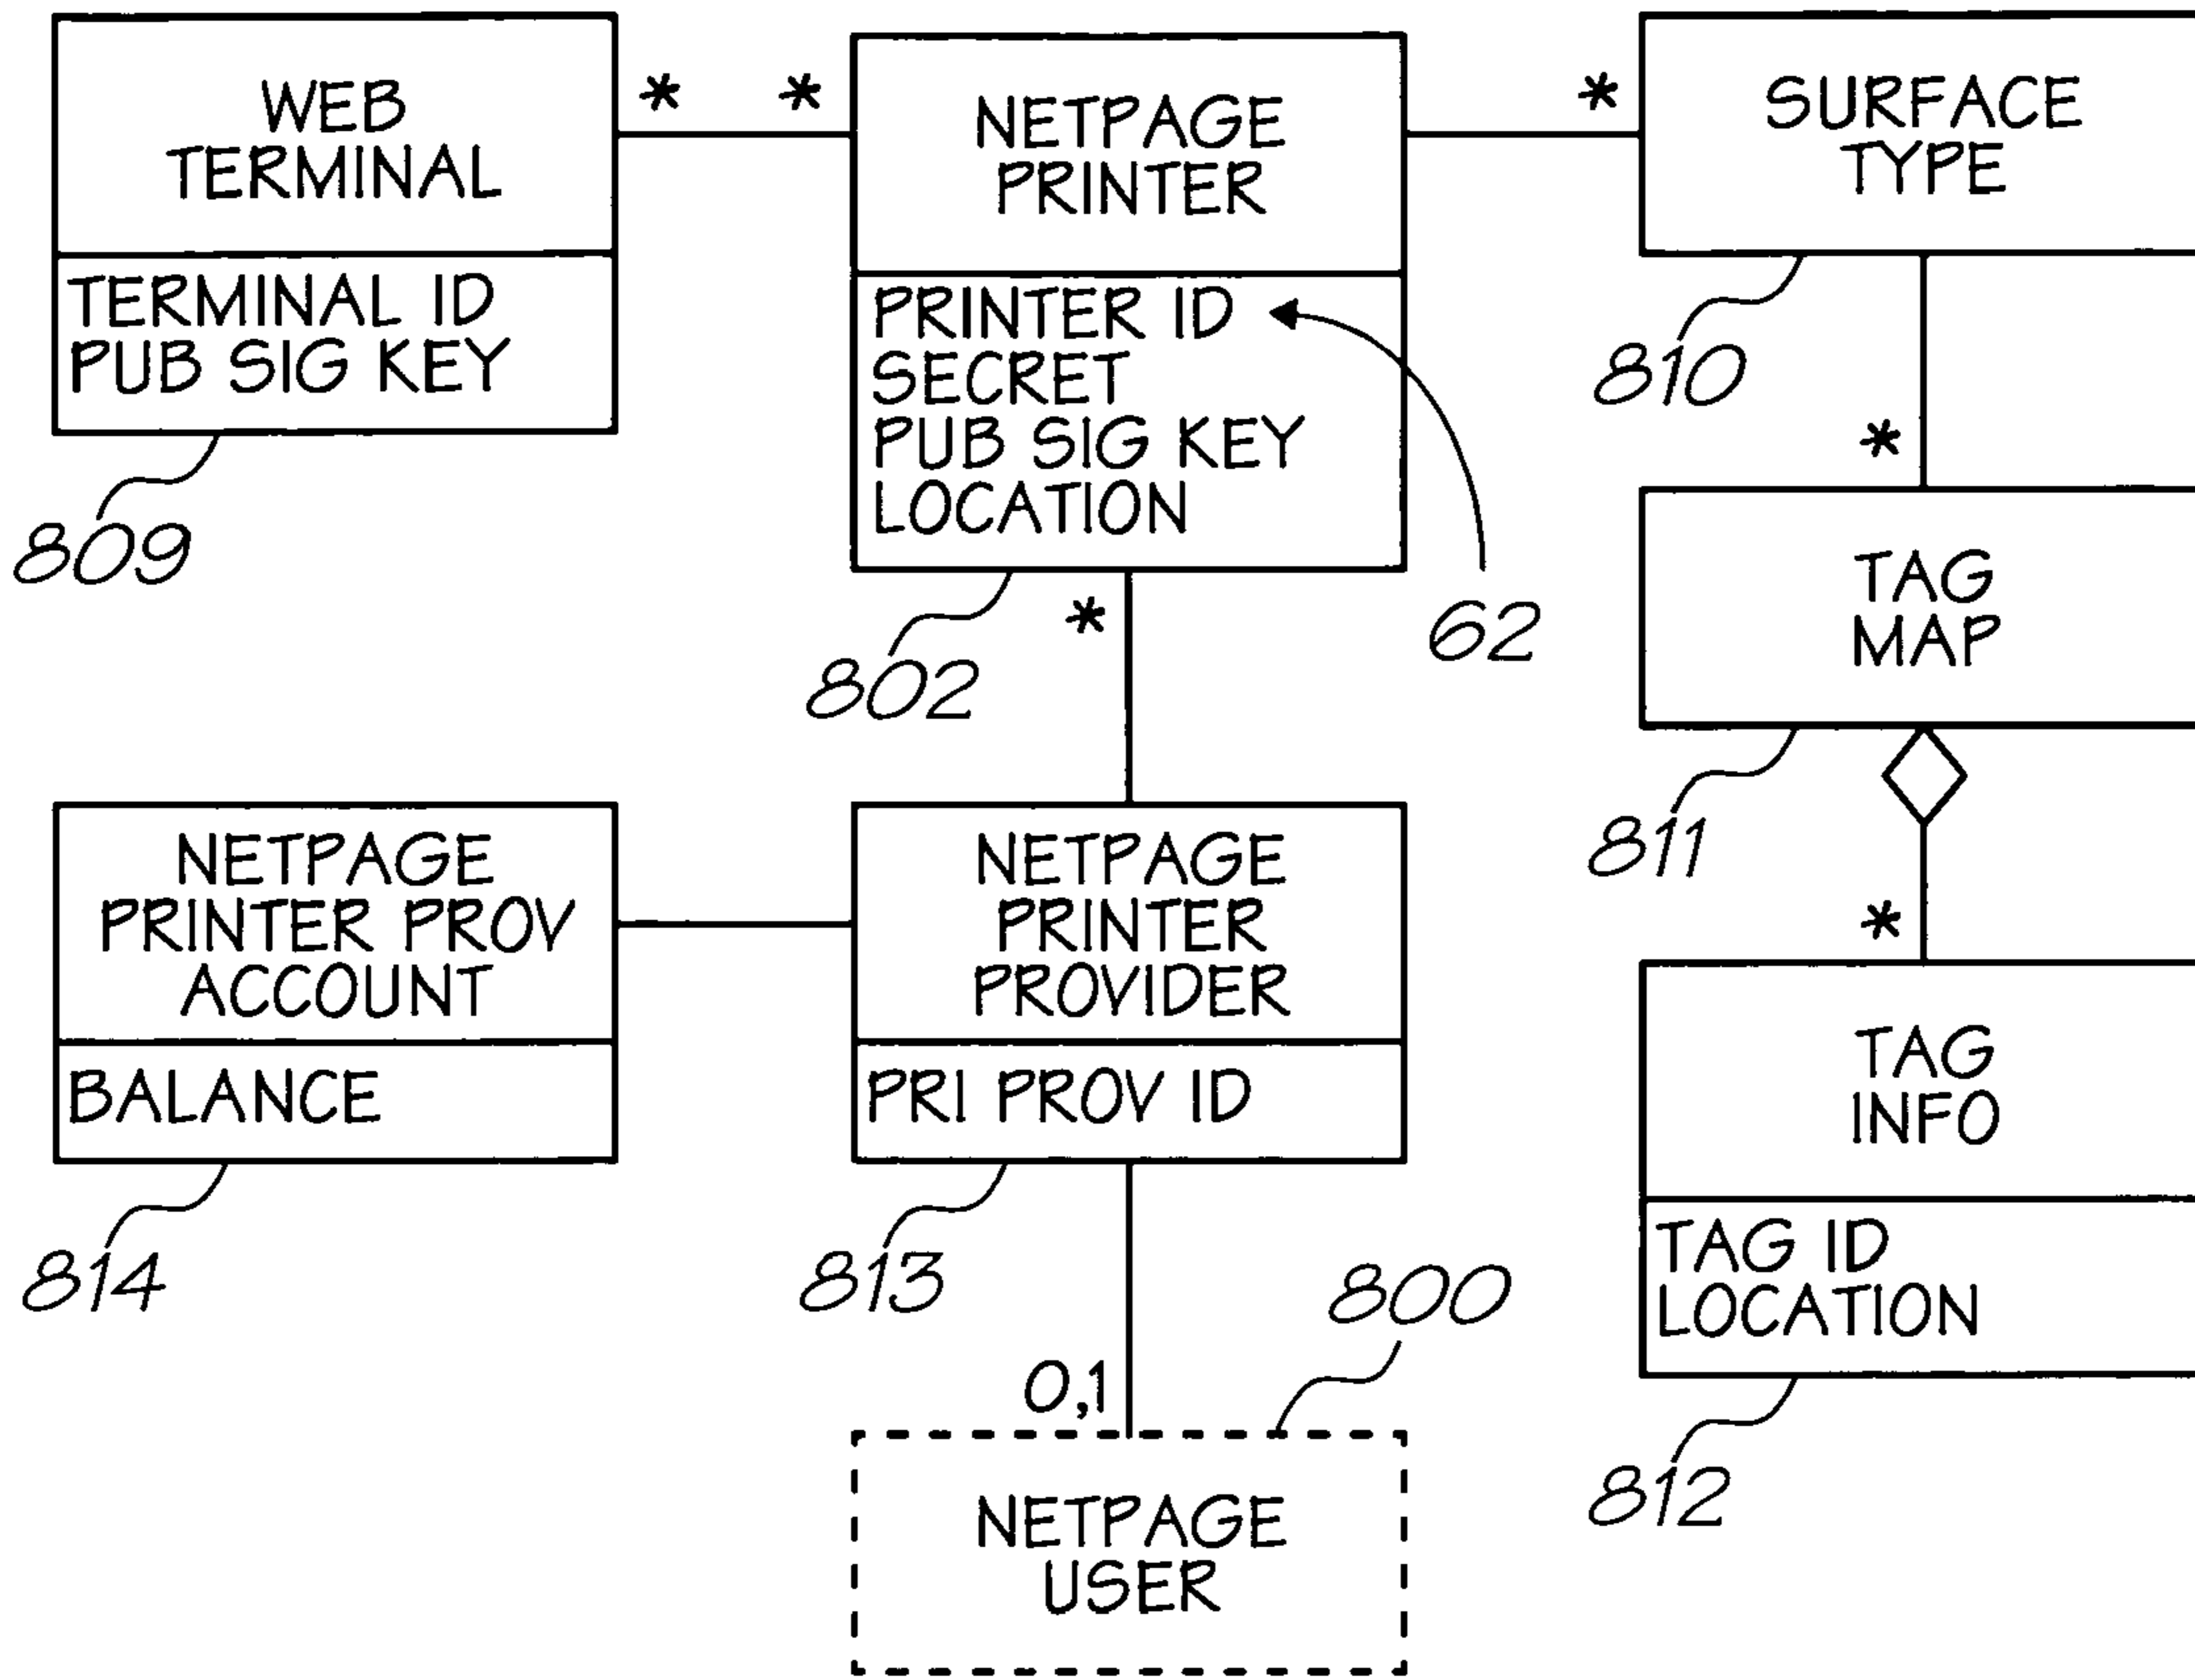 WEB
TERMINAL
TERMINAL ID
PUB SIG KEY
809
*
*
NETPAGE
PRINTER
PRINTER ID
SECRET
PUB SIG KEY
LOCATION
802
62
*
*
SURFACE
TYPE
810
*
TAG
MAP
811
*
TAG
INFO
TAG ID
LOCATION
812
NETPAGE
PRINTER PROV
ACCOUNT
BALANCE
814
NETPAGE
PRINTER
PROVIDER
PRI PROV ID
813
0,1
800
NETPAGE
USER